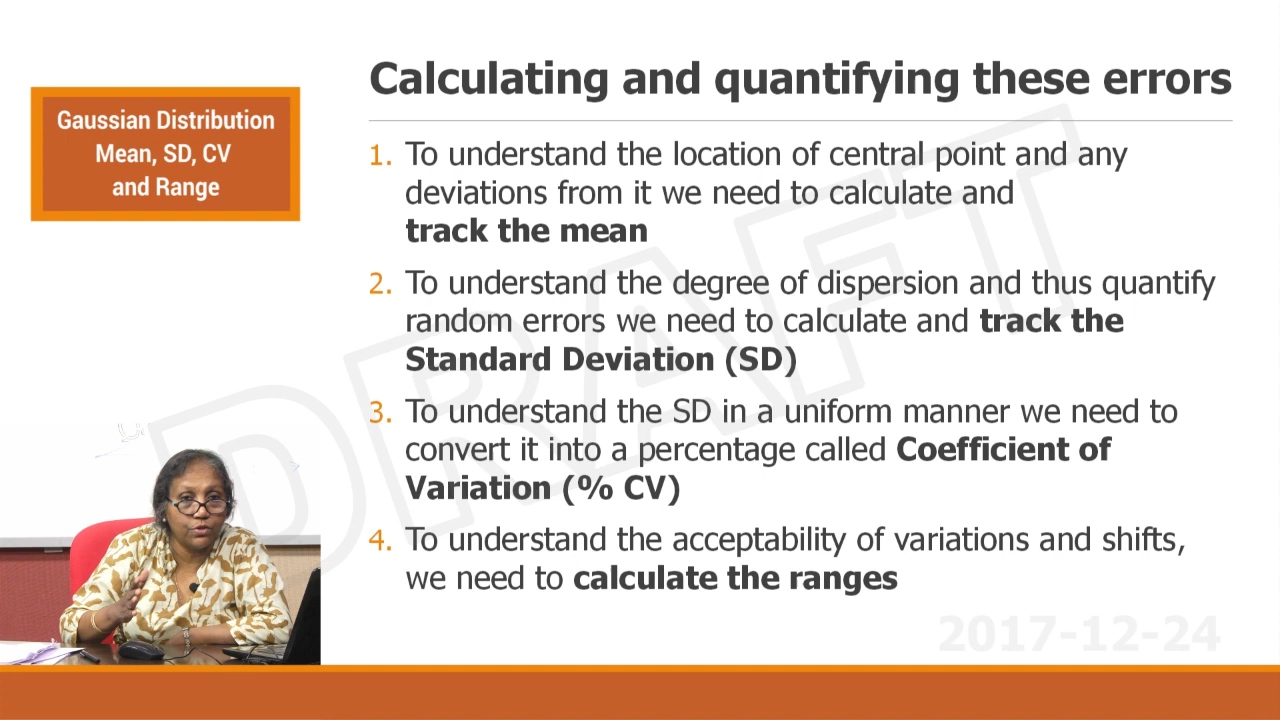 Calculating and quantifying these errors
Gaussian Distribution
Mean, SD, CV
and Range
1. To understand the location of central point and any
deviations from it we need to calculate and
track the mean
2. To understand the degree of dispersion and thus quantify
random errors we need to calculate and track the
Standard Deviation (SD)
3. To understand the SD in a uniform manner we need to
convert it into a percentage called Coefficient of
Variation (% CV)
4. To understand the acceptability of variations and shifts,
we need to calculate the ranges
DRAFT
2017-12-24